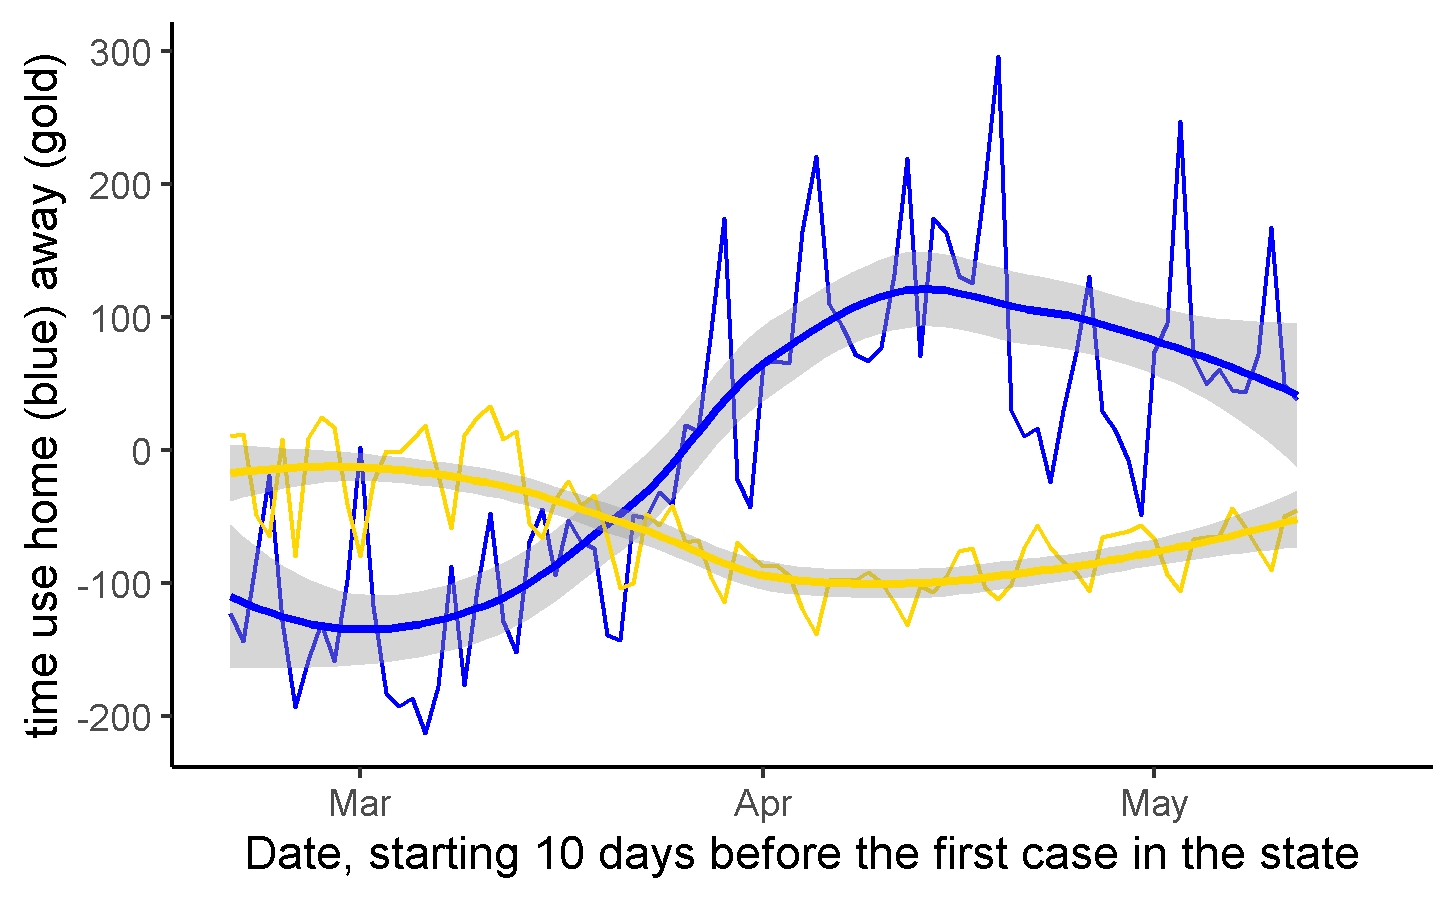 time use home (blue) away (gold)
300
200
100
0
-100
-200
Mar
Apr
May
Date, starting 10 days before the first case in the state